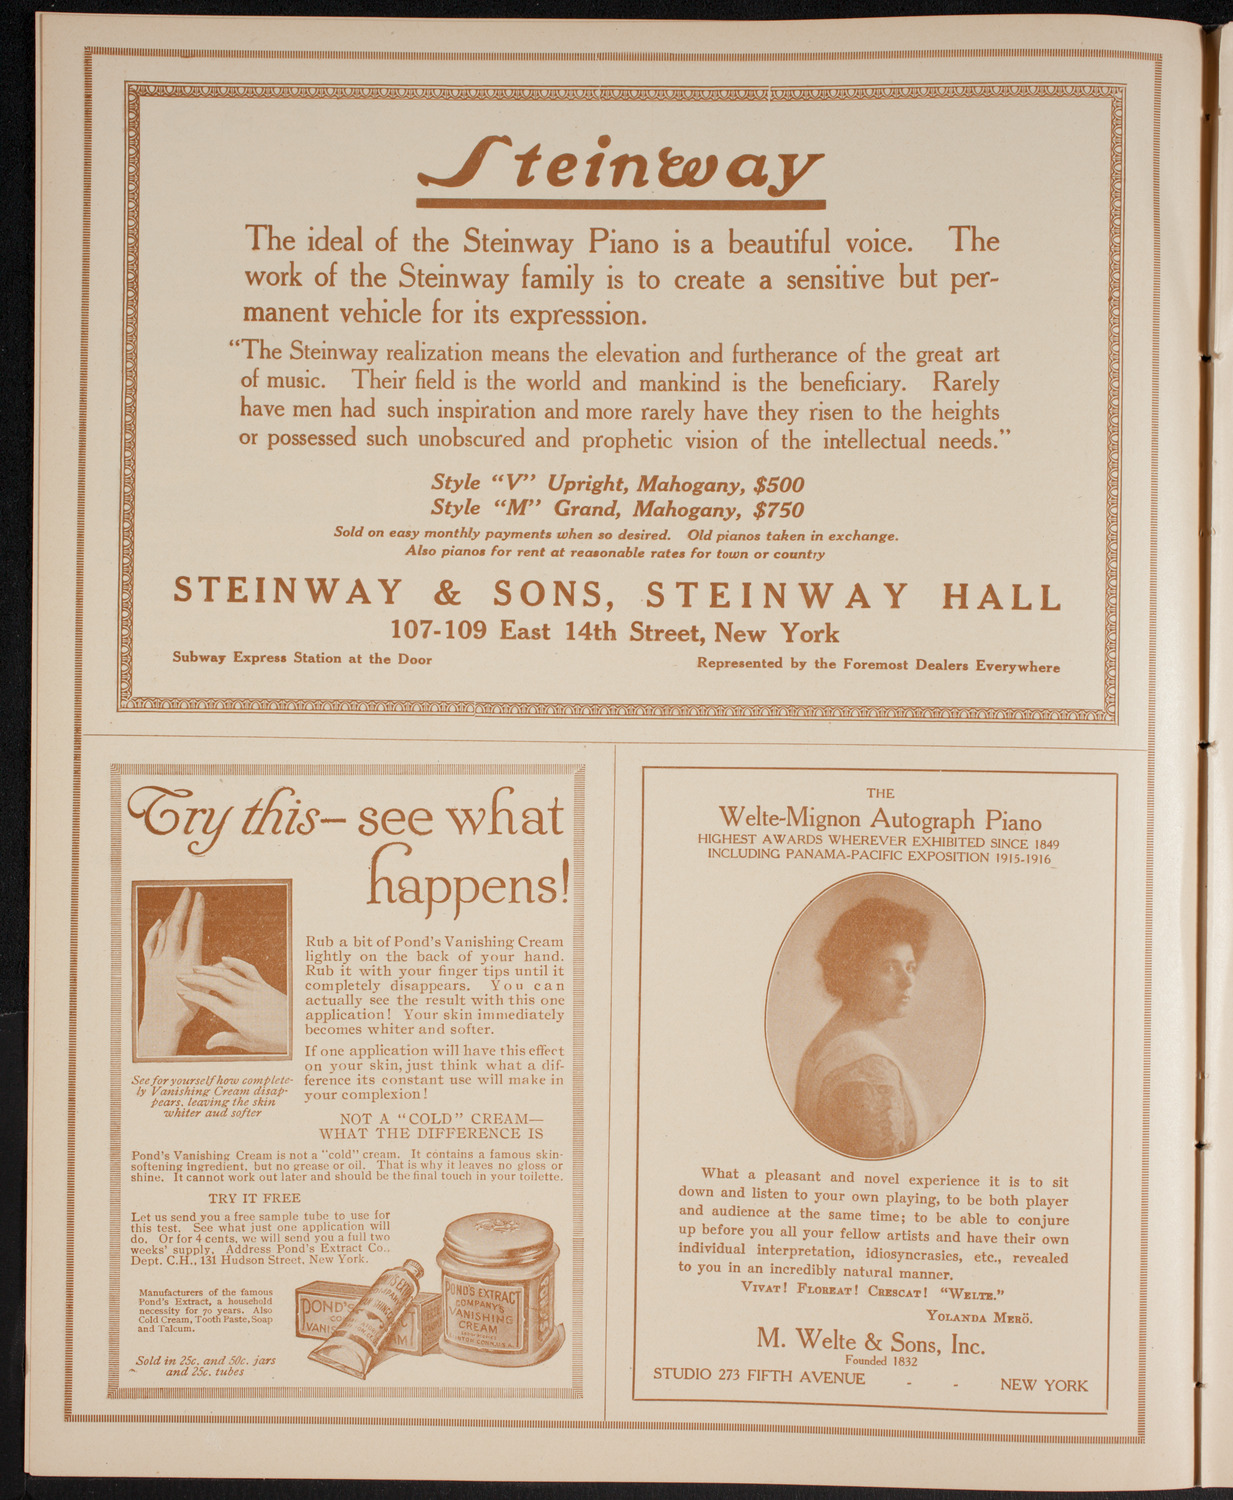 Steinway
The ideal of the Steinway Piano is a beautiful voice. The
work of the Steinway family is to create a sensitive but per-
manent vehicle for its expresssion.
"The Steinway realization means the elevation and furtherance of the great art
of music. Their field is the world and mankind is the beneficiary. Rarely
have men had such inspiration and more rarely have they risen to the heights
or possessed such unobscured and prophetic vision of the intellectual needs."
Style "V" Upright, Mahogany, $500
Style "M" Grand, Mahogany, $750
Sold on easy monthly payments when so desired. Old pianos taken in exchange.
Also pianos for rent at reasonable rates for town or country
STEINWAY & SONS, STEINWAY HALL
107-109 East 14th Street, New York
Subway Express Station at the Door
Represented by the Foremost Dealers Everywhere
Try this— see what
happens!
Rub a bit of Pond's Vanishing Cream
lightly on the back of your hand.
Rub it with your finger tips until it
completely disappears. You can
actually see the result with this one
application! Your skin immediately
becomes whiter and softer.
If one application will have this effect
on your skin, just think what a dif-
ference its constant use will make in
your complexion!
See for yourself how complete-
ly Vanishing Cream disap-
pears, leaving the skin
whiter and softer
NOT A "COLD" CREAM—
WHAT THE DIFFERENCE IS
Pond's Vanishing Cream is not a "cold" cream. It contains a famous skin-
softening ingredient, but no grease or oil. That is why it leaves no gloss or
shine. It cannot work out later and should be the final touch in your toilette.
TRY IT FREE
Let us send you a free sample tube to use for
this test. See what just one application will
do. Or for 4 cents, we will send you a full two
weeks' supply. Address Pond's Extract Co.,
Dept. C.H., 131 Hudson Street, New York.
Manufacturers of the famous
Pond's Extract, a household
necessity for 70 years. Also
Cold Cream, Tooth Paste, Soap
and Talcum.
Sold in 25c. and 50c. jars
and 25c. tubes
POND'S
CO
VANIS
AM
POND'S EXTRACT
COMPANY'S
VANISHING
CREAM
THE
Welte-Mignon Autograph Piano
HIGHEST AWARDS WHEREVER EXHIBITED SINCE 1849
INCLUDING PANAMA-PACIFIC EXPOSITION 1915-1916
What a pleasant and novel experience it is to sit
down and listen to your own playing, to be both player
and audience at the same time; to be able to conjure
up before you all your fellow artists and have their own
individual interpretation, idiosyncrasies, etc., revealed
to you in an incredibly natural manner.
VIVAT! FLOREAT! CRESCAT! "WELTE."
YOLANDA MERÖ.
M. Welte & Sons, Inc.
Founded 1832
STUDIO 273 FIFTH AVENUE - - NEW YORK